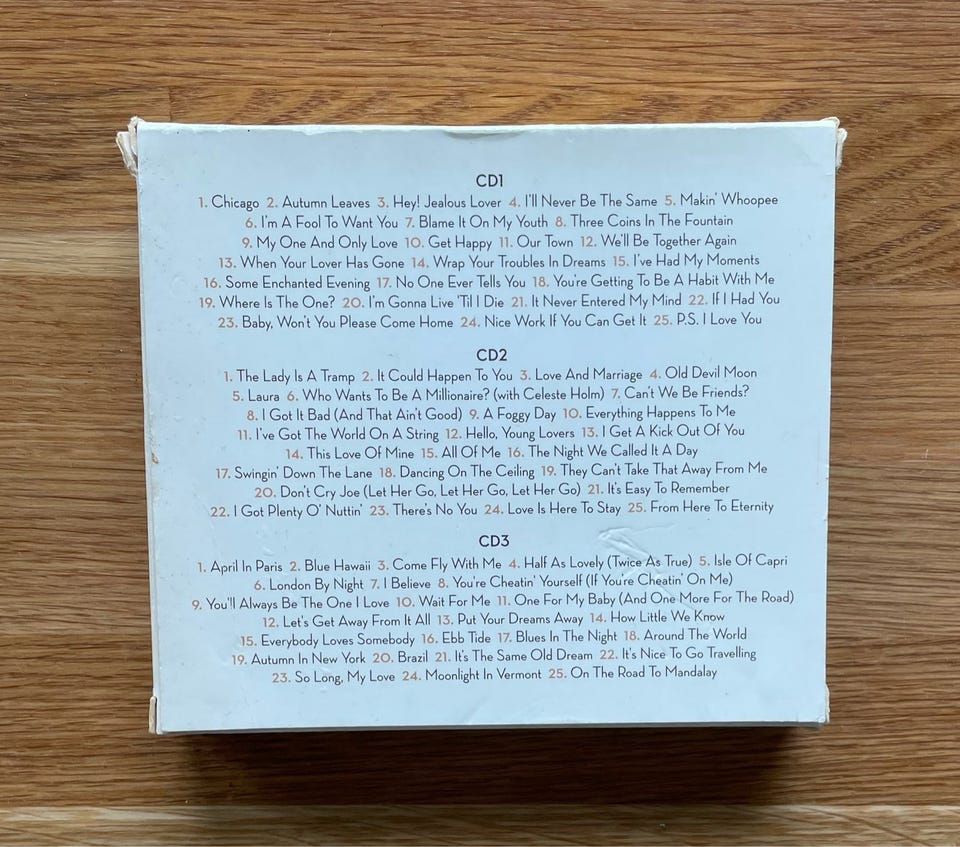 CD1
1. Chicago 2. Autumn Leaves 3. Hey! Jealous Lover 4. I'll Never Be The Same 5. Makin' Whoopee
6. I'm A Fool To Want You 7. Blame It On My Youth 8. Three Coins In The Fountain
9. My One And Only Love 10. Get Happy 11. Our Town 12. We'll Be Together Again
13. When Your Lover Has Gone 14. Wrap Your Troubles In Dreams 15. I've Had My Moments
16. Some Enchanted Evening 17. No One Ever Tells You 18. You're Getting To Be A Habit With Me
19. Where Is The One? 20. I'm Gonna Live 'Til I Die 21. It Never Entered My Mind 22. If I Had You
23. Baby, Won't You Please Come Home 24. Nice Work If You Can Get It 25. P.S. I Love You
CD2
1. The Lady Is A Tramp 2. It Could Happen To You 3. Love And Marriage 4. Old Devil Moon
5. Laura 6. Who Wants To Be A Millionaire? (with Celeste Holm) 7. Can't We Be Friends?
8. I Got It Bad (And That Ain't Good) 9. A Foggy Day 10. Everything Happens To Me
11. I've Got The World On A String 12. Hello, Young Lovers 13. I Get A Kick Out Of You
14. This Love Of Mine 15. All Of Me 16. The Night We Called It A Day
17. Swingin' Down The Lane 18. Dancing On The Ceiling 19. They Can't Take That Away From Me
20. Don't Cry Joe (Let Her Go, Let Her Go, Let Her Go) 21. It's Easy To Remember
22. I Got Plenty O' Nuttin' 23. There's No You 24. Love Is Here To Stay 25. From Here To Eternity
CD3
1. April In Paris 2. Blue Hawaii 3. Come Fly With Me 4. Half As Lovely (Twice As True) 5. Isle Of Capri
6. London By Night 7. I Believe 8. You're Cheatin' Yourself (If You're Cheatin' On Me)
9. You'll Always Be The One I Love 10. Wait For Me 11. One For My Baby (And One More For The Road)
12. Let's Get Away From It All 13. Put Your Dreams Away 14. How Little We Know
15. Everybody Loves Somebody 16. Ebb Tide 17. Blues In The Night 18. Around The World
19. Autumn In New York 20. Brazil 21. It's The Same Old Dream 22. It's Nice To Go Travelling
23. So Long, My Love 24. Moonlight In Vermont 25. On The Road To Mandalay